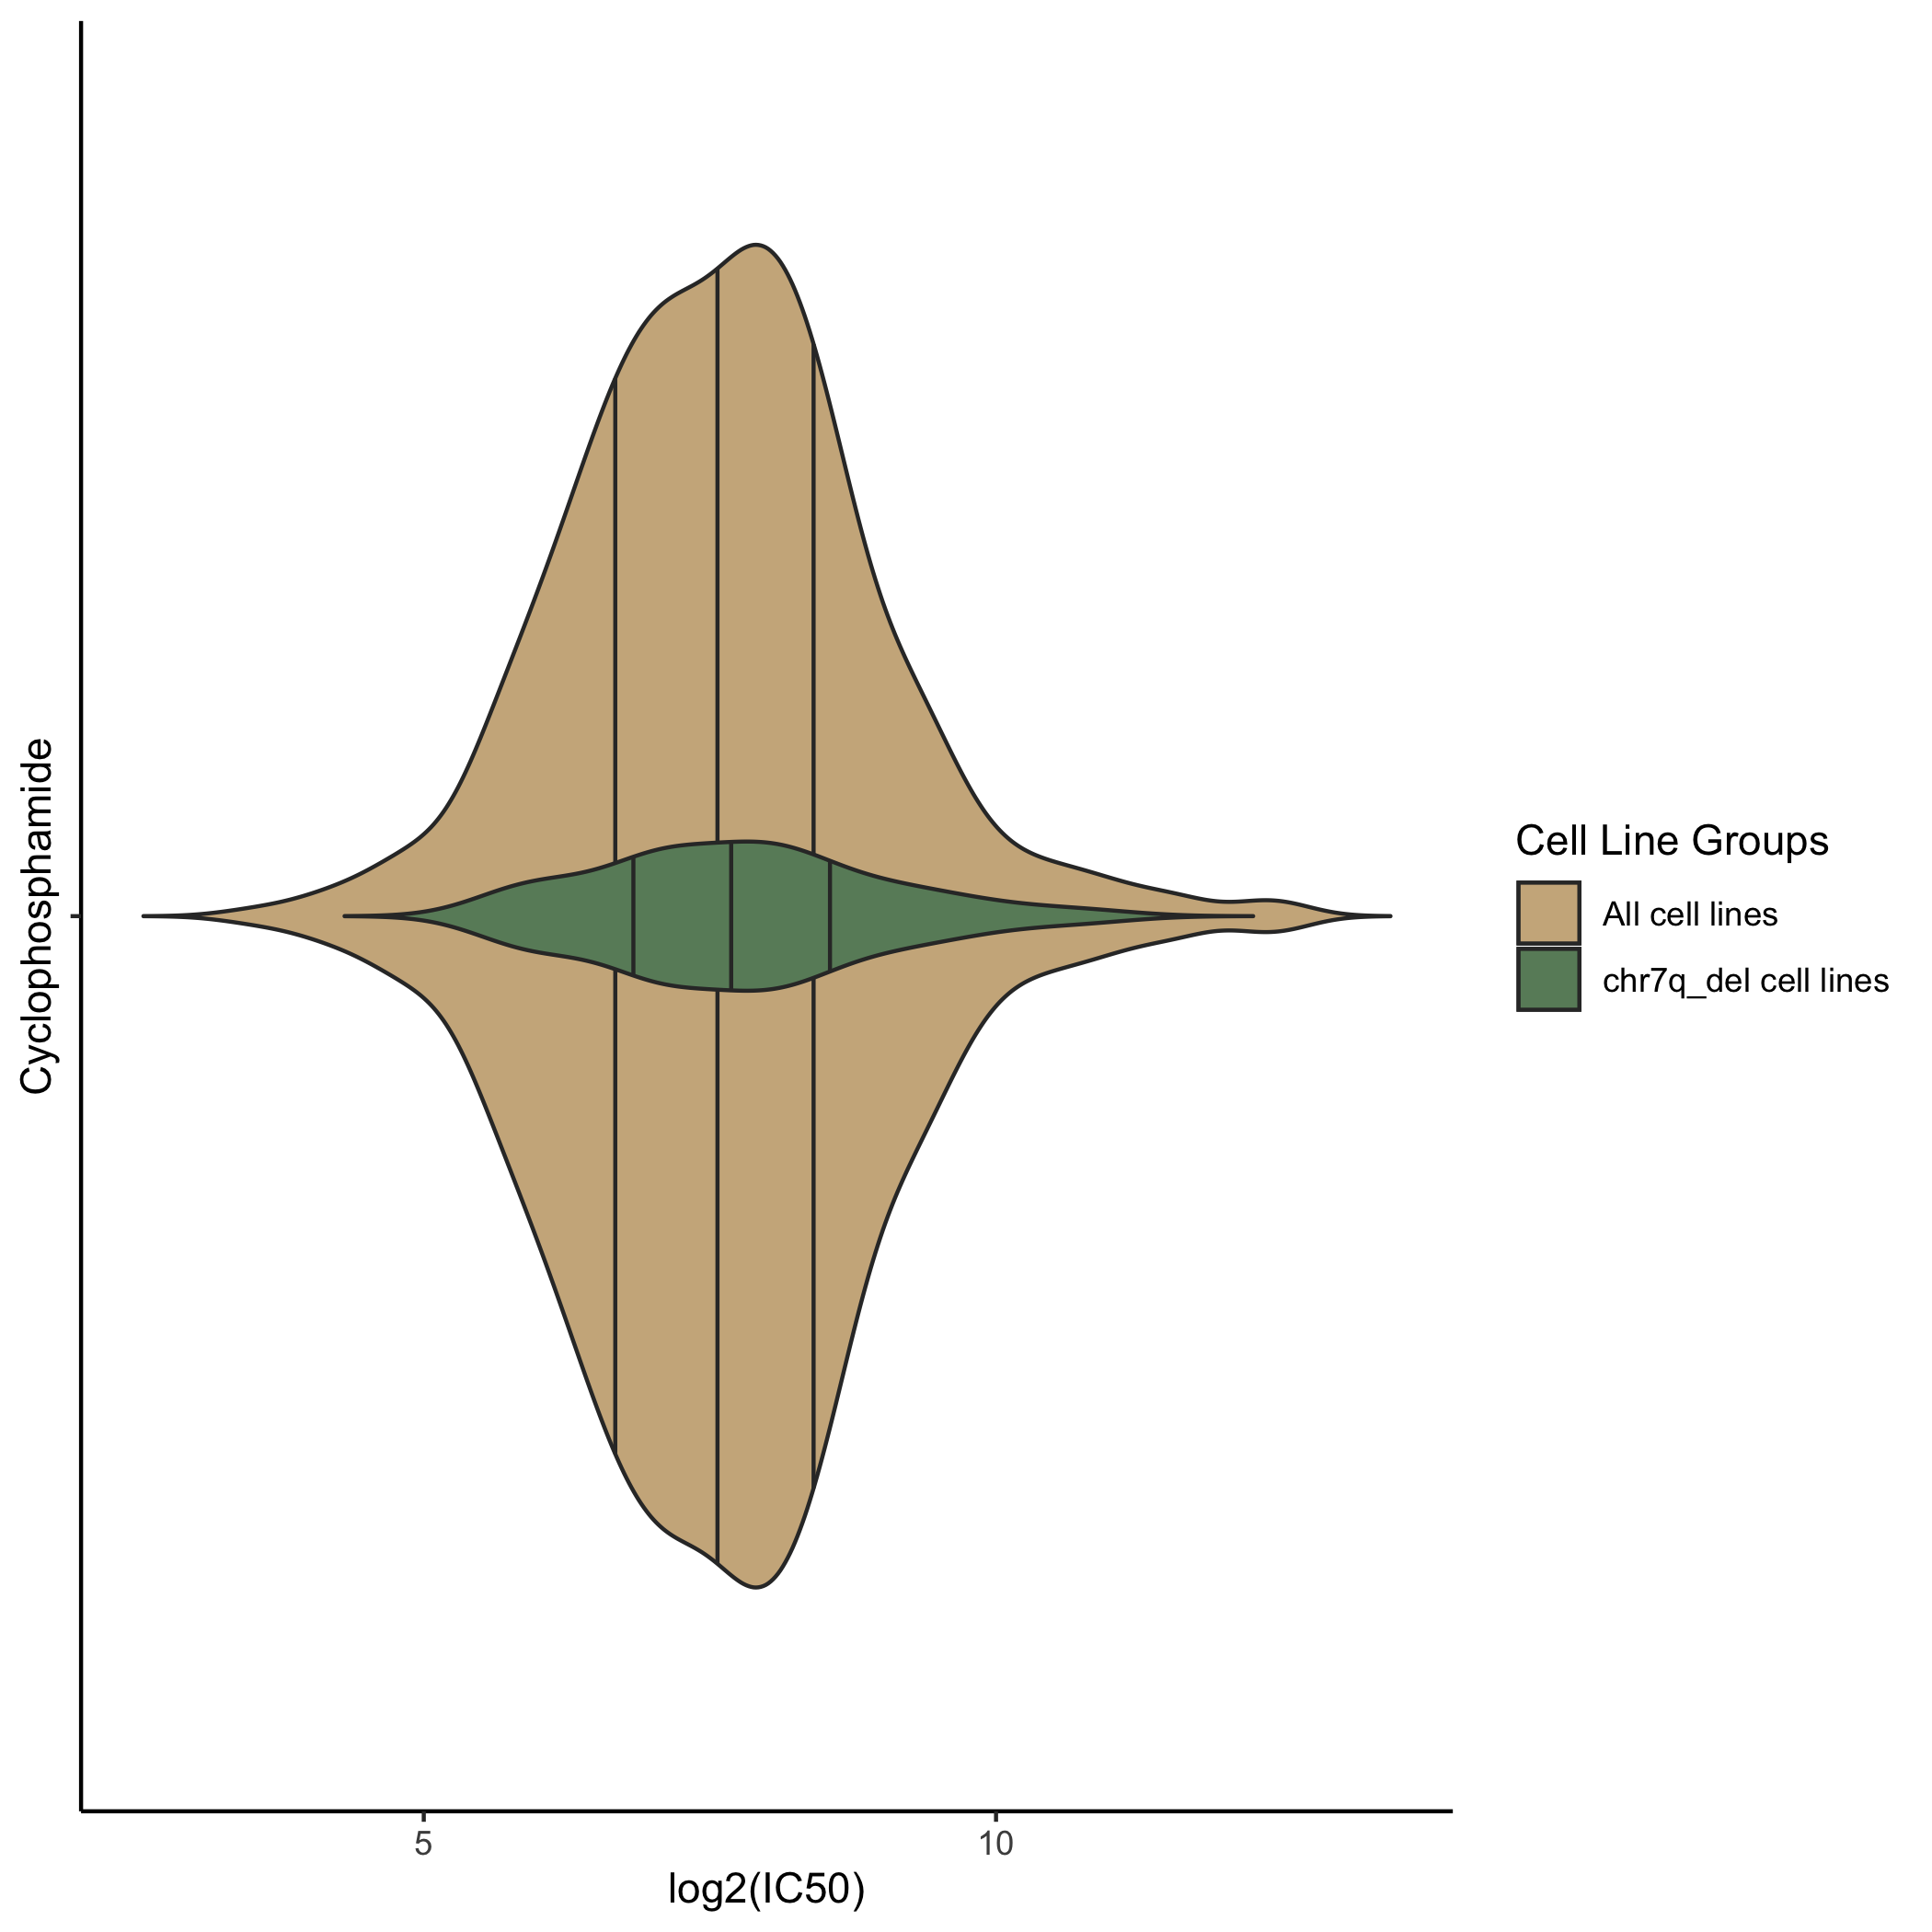 Cyclophosphamide
5
10
log2(IC50)
Cell Line Groups
All cell lines
chr7q_del cell lines